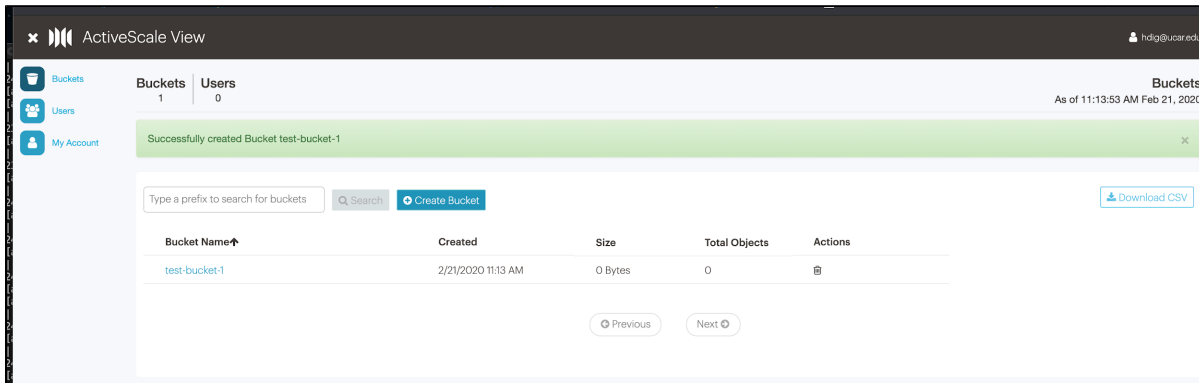 ActiveScale View
hdig@ucar.edu
Buckets
Users
My Account
Buckets Users
1 0
Buckets
As of 11:13:53 AM Feb 21, 2020
Successfully created Bucket test-bucket-1
Type a prefix to search for buckets Search Create Bucket Download CSV
Bucket Name Created Size Total Objects Actions
test-bucket-1 2/21/2020 11:13 AM 0 Bytes 0
Previous Next